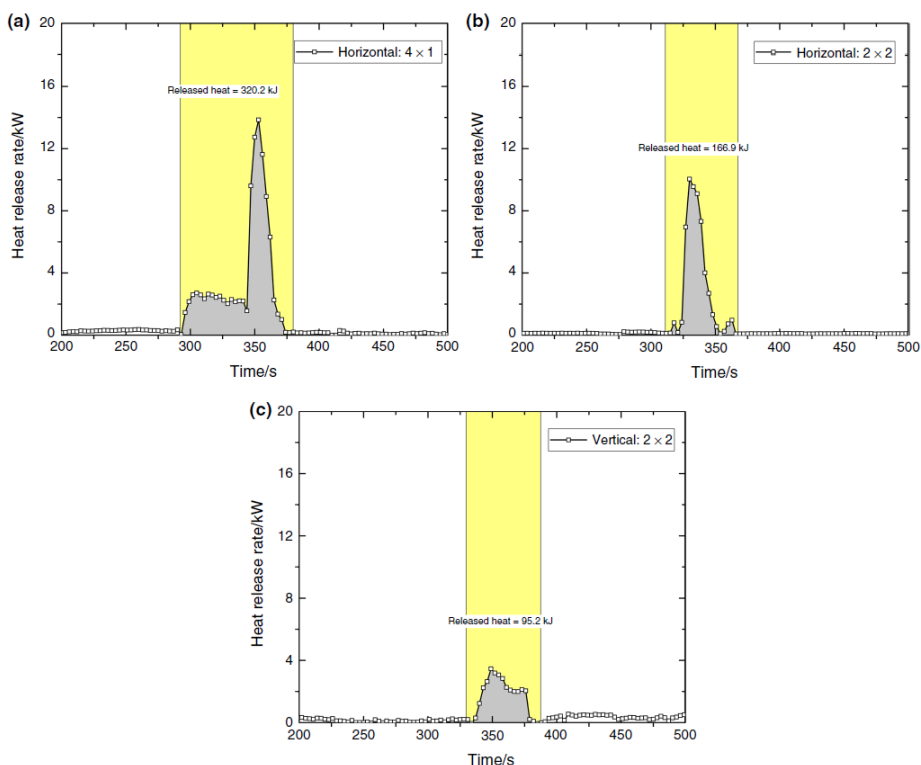 (a)
Horizontal: 4 × 1
Released heat = 320.2 kJ
Heat release rate/kW
20
16
12
8
4
0
200 250 300 350 400 450 500
Time/s
(b)
Horizontal: 2 × 2
Released heat = 166.9 kJ
Heat release rate/kW
20
16
12
8
4
0
200 250 300 350 400 450 500
Time/s
(c)
Vertical: 2 × 2
Released heat = 95.2 kJ
Heat release rate/kW
20
16
12
8
4
0
200 250 300 350 400 450 500
Time/s